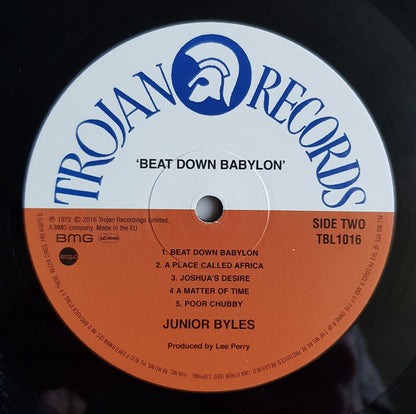 TROJAN RECORDS
'BEAT DOWN BABYLON'
℗ 1972 © 2016 Trojan Recordings Limited.
A BMG company. Made in the EU
BMG LC
SIDE TWO
TBL1016
1. BEAT DOWN BABYLON
2. A PLACE CALLED AFRICA
3. JOSHUA'S DESIRE
4. A MATTER OF TIME
5. POOR CHUBBY
JUNIOR BYLES
Produced by Lee Perry